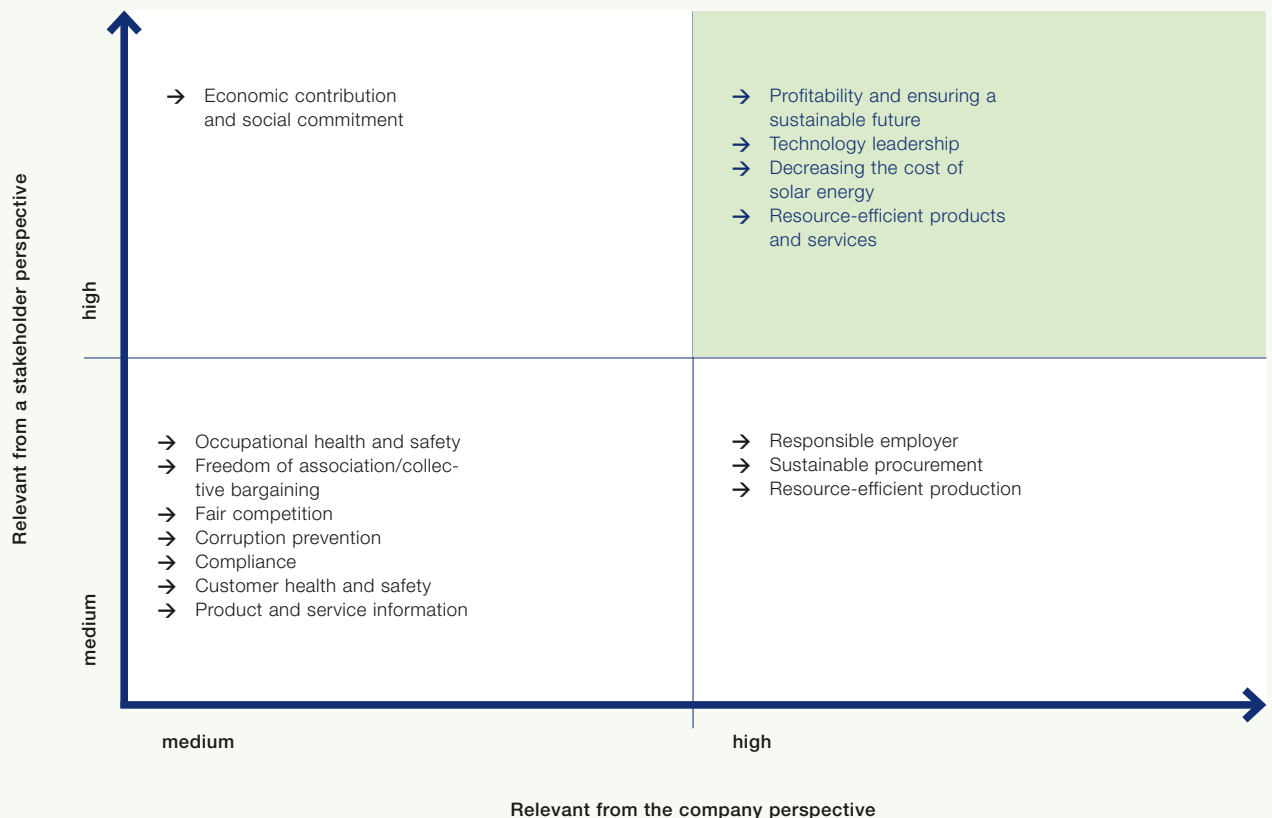 Relevant from a stakeholder perspective
high
medium
→ Economic contribution
and social commitment
→ Profitability and ensuring a
sustainable future
→ Technology leadership
→ Decreasing the cost of
solar energy
→ Resource-efficient products
and services
→ Occupational health and safety
→ Freedom of association/collec-
tive bargaining
→ Fair competition
→ Corruption prevention
→ Compliance
→ Customer health and safety
→ Product and service information
→ Responsible employer
→ Sustainable procurement
→ Resource-efficient production
medium
high
Relevant from the company perspective